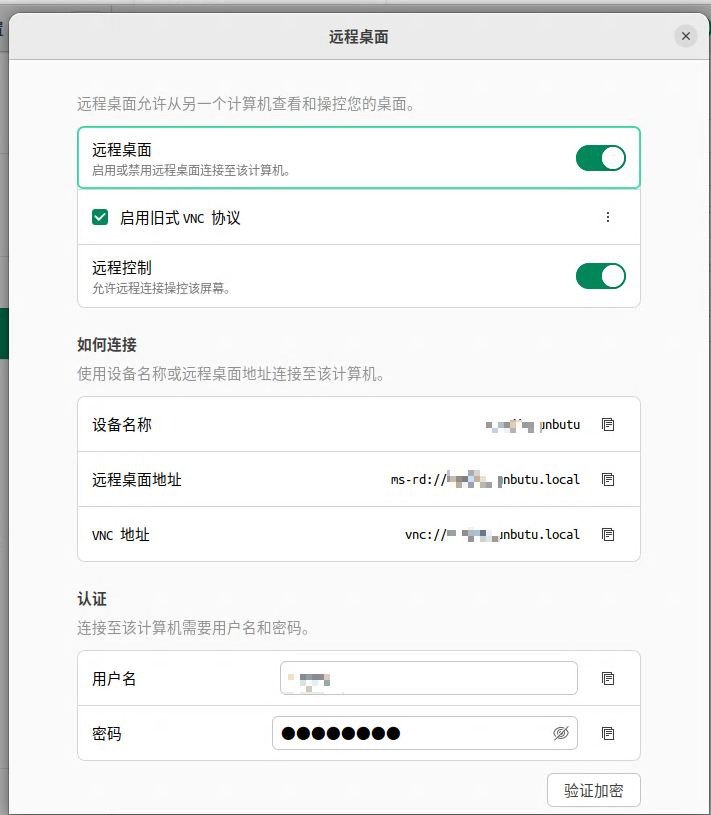 远程桌面
远程桌面允许从另一个计算机查看和操控您的桌面。
远程桌面
启用或禁用远程桌面连接至该计算机。
启用旧式 VNC 协议
远程控制
允许远程连接操控该屏幕。
如何连接
使用设备名称或远程桌面地址连接至该计算机。
设备名称 unbutu
远程桌面地址 ms-rd:// unbutu.local
VNC 地址 vnc:// unbutu.local
认证
连接至该计算机需要用户名和密码。
用户名
密码 ●●●●●●●●
验证加密